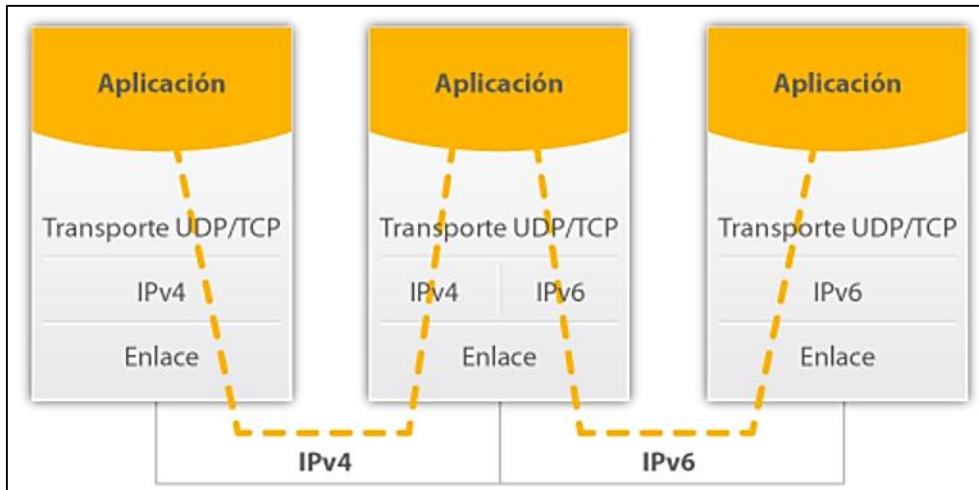 Aplicación
Transporte UDP/TCP
IPv4
Enlace
Aplicación
Transporte UDP/TCP
IPv4 IPv6
Enlace
Aplicación
Transporte UDP/TCP
IPv6
Enlace
IPv4
IPv6